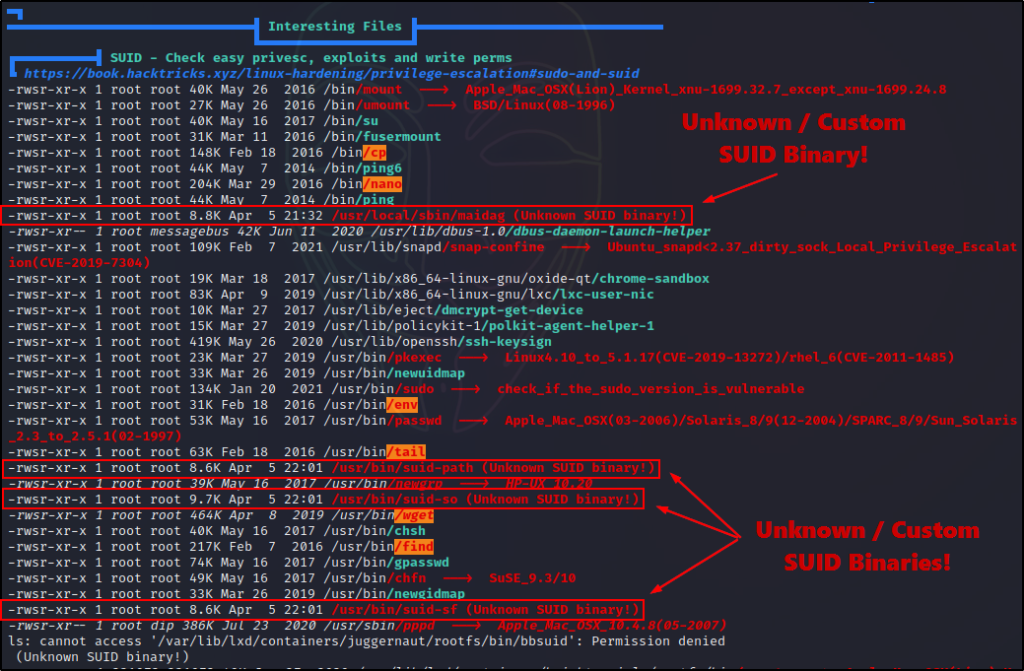 Interesting Files
SUID - Check easy privesc, exploits and write perms
https://book.hacktricks.xyz/linux-hardening/privilege-escalation#sudo-and-suid
-rwsr-xr-x 1 root root 40K May 26  2016 /bin/mount  --->  Apple_Mac_OSX(Lion)_Kernel_xnu-1699.32.7_except_xnu-1699.24.8
-rwsr-xr-x 1 root root 27K May 26  2016 /bin/umount  --->  BSD/Linux(08-1996)
-rwsr-xr-x 1 root root 40K May 16  2017 /bin/su
-rwsr-xr-x 1 root root 31K Mar 11  2016 /bin/fusermount
Unknown / Custom
-rwsr-xr-x 1 root root 148K Feb 18  2016 /bin/cp
SUID Binary!
-rwsr-xr-x 1 root root 44K May  7  2014 /bin/ping6
-rwsr-xr-x 1 root root 204K Mar 29  2016 /bin/nano
-rwsr-xr-x 1 root root 44K May  7  2014 /bin/ping
-rwsr-xr-x 1 root root 8.8K Apr  5 21:32 /usr/local/sbin/maidag (Unknown SUID binary!)
-rwsr-xr-- 1 root messagebus 42K Jun 11  2020 /usr/lib/dbus-1.0/dbus-daemon-launch-helper
-rwsr-xr-x 1 root root 109K Feb  7  2021 /usr/lib/snapd/snap-confine  --->  Ubuntu_snapd<2.37_dirty_sock_Local_Privilege_Escalat
ion(CVE-2019-7304)
-rwsr-xr-x 1 root root 19K Mar 18  2017 /usr/lib/x86_64-linux-gnu/oxide-qt/chrome-sandbox
-rwsr-xr-x 1 root root 83K Apr  9  2019 /usr/lib/x86_64-linux-gnu/lxc/lxc-user-nic
-rwsr-xr-x 1 root root 10K Mar 27  2017 /usr/lib/eject/dmcrypt-get-device
-rwsr-xr-x 1 root root 15K Mar 27  2019 /usr/lib/policykit-1/polkit-agent-helper-1
-rwsr-xr-x 1 root root 419K May 26  2020 /usr/lib/openssh/ssh-keysign
-rwsr-xr-x 1 root root 23K Mar 27  2019 /usr/bin/pkexec  --->  Linux4.10_to_5.1.17(CVE-2019-13272)/rhel_6(CVE-2011-1485)
-rwsr-xr-x 1 root root 33K Mar 26  2019 /usr/bin/newuidmap
-rwsr-xr-x 1 root root 134K Jan 20  2021 /usr/bin/sudo  --->  check_if_the_sudo_version_is_vulnerable
-rwsr-xr-x 1 root root 31K Feb 18  2016 /usr/bin/env
-rwsr-xr-x 1 root root 53K May 16  2017 /usr/bin/passwd  --->  Apple_Mac_OSX(03-2006)/Solaris_8/9(12-2004)/SPARC_8/9/Sun_Solaris
_2.3_to_2.5.1(02-1997)
-rwsr-xr-x 1 root root 63K Feb 18  2016 /usr/bin/tail
-rwsr-xr-x 1 root root 8.6K Apr  5 22:01 /usr/bin/suid-path (Unknown SUID binary!)
-rwsr-xr-x 1 root root 39K May 16  2017 /usr/bin/newgrp  --->  HP-UX_10.20
-rwsr-xr-x 1 root root 9.7K Apr  5 22:01 /usr/bin/suid-so (Unknown SUID binary!)
-rwsr-xr-x 1 root root 464K Apr  8  2019 /usr/bin/wget
-rwsr-xr-x 1 root root 40K May 16  2017 /usr/bin/chsh
Unknown / Custom
-rwsr-xr-x 1 root root 217K Feb  7  2016 /usr/bin/find
-rwsr-xr-x 1 root root 74K May 16  2017 /usr/bin/gpasswd
SUID Binaries!
-rwsr-xr-x 1 root root 49K May 16  2017 /usr/bin/chfn  --->  SuSE_9.3/10
-rwsr-xr-x 1 root root 33K Mar 26  2019 /usr/bin/newgidmap
-rwsr-xr-x 1 root root 8.6K Apr  5 22:01 /usr/bin/suid-sf (Unknown SUID binary!)
-rwsr-xr-- 1 root dip 386K Jul 23  2020 /usr/sbin/pppd  --->  Apple_Mac_OSX_10.4.8(05-2007)
ls: cannot access '/var/lib/lxd/containers/juggernaut/rootfs/bin/bbsuid': Permission denied
(Unknown SUID binary!)